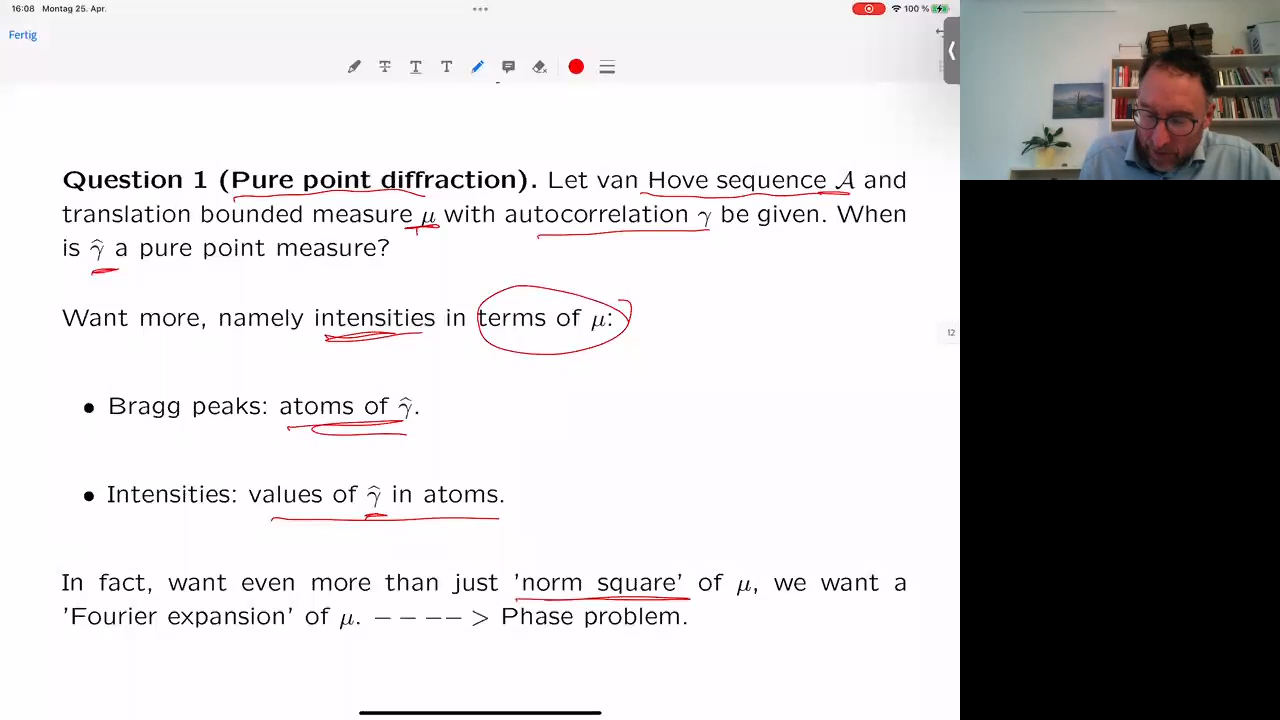 16:08 Montag 25. Apr.
100 %
Fertig
Question 1 (Pure point diffraction). Let van Hove sequence 𝒜 and
translation bounded measure μ with autocorrelation γ be given. When
is γ̂ a pure point measure?
Want more, namely intensities in terms of μ:
12
• Bragg peaks: atoms of γ̂.
• Intensities: values of γ̂ in atoms.
In fact, want even more than just 'norm square' of μ, we want a
'Fourier expansion' of μ. − − − − > Phase problem.